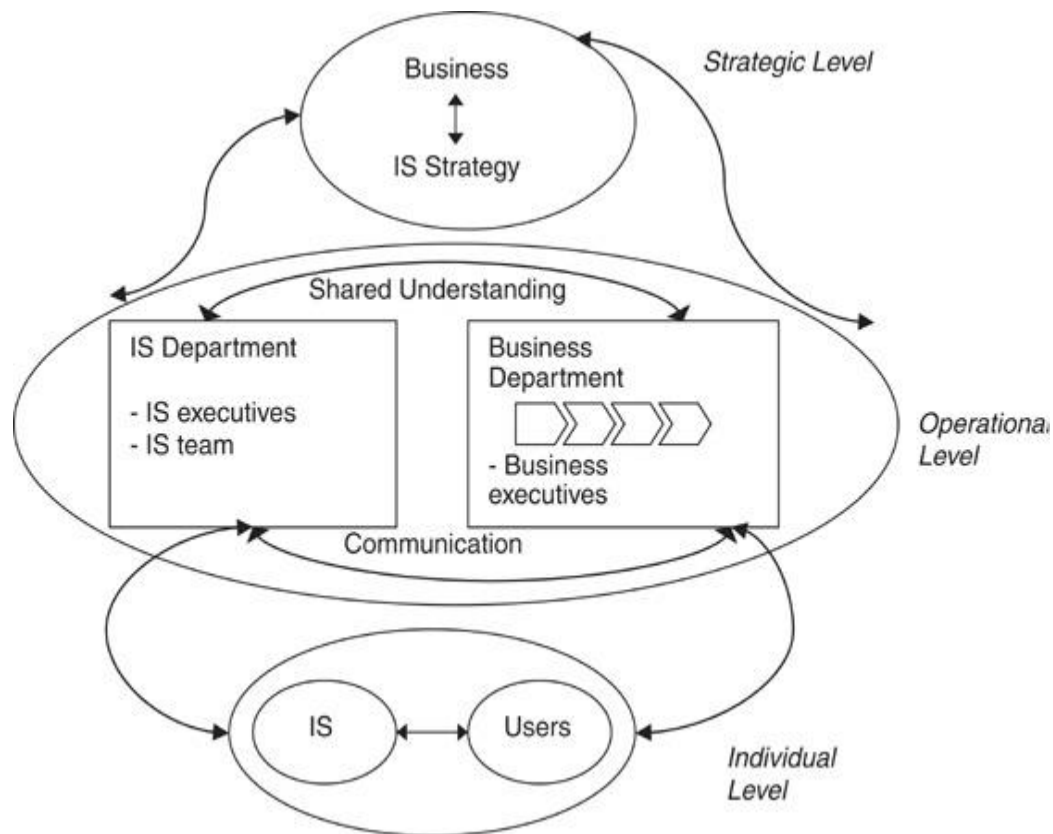 Business
Strategic Level
IS Strategy
Shared Understanding
IS Department
- IS executives
- IS team
Business
Department
- Business
executives
Operational
Level
Communication
IS
Users
Individual
Level